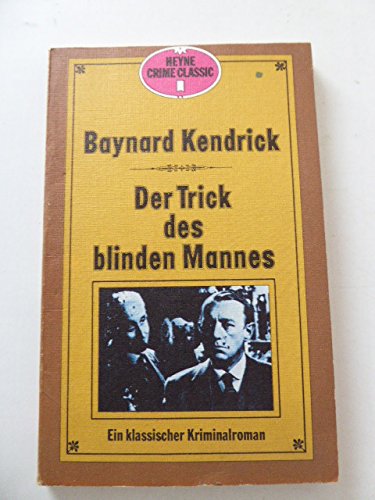 HEYNE
CRIME CLASSIC
Baynard Kendrick
Der Trick
des
blinden Mannes
Ein klassischer Kriminalroman